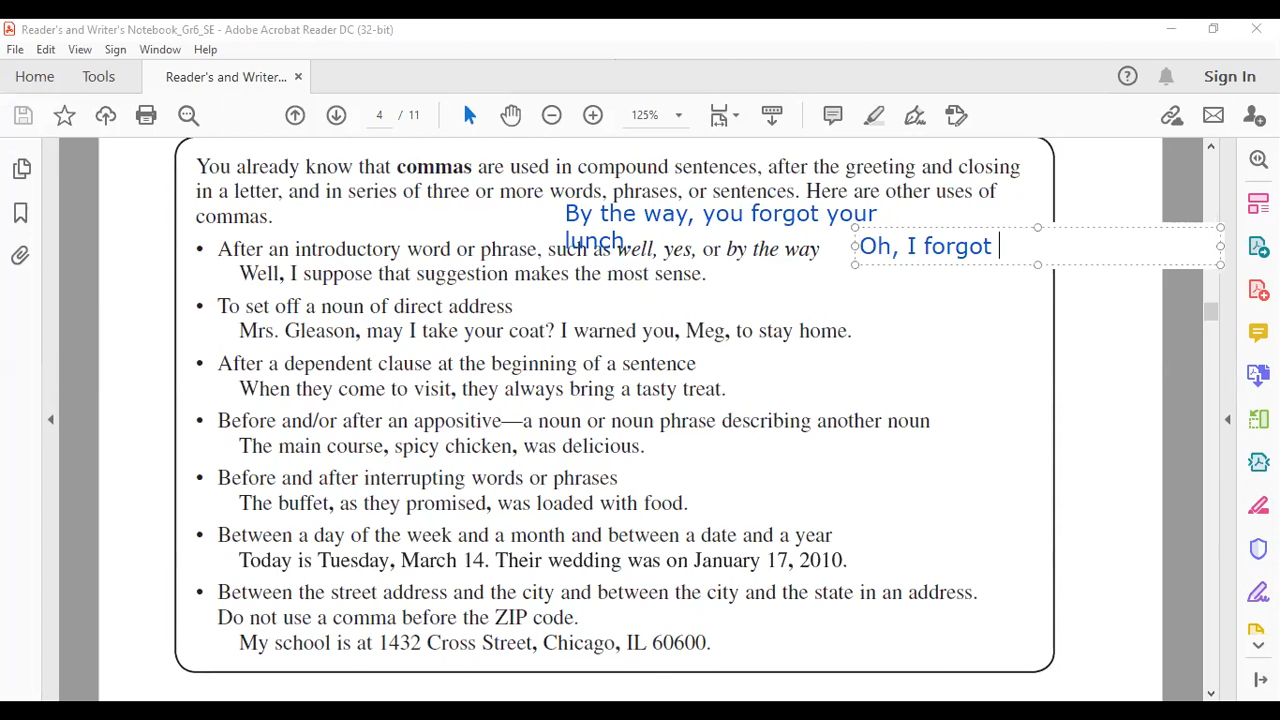 Reader's and Writer's Notebook_Gr6_SE - Adobe Acrobat Reader DC (32-bit)
File Edit View Sign Window Help
Home Tools Reader's and Writer... × Sign In
4 / 11 125%
You already know that commas are used in compound sentences, after the greeting and closing
in a letter, and in series of three or more words, phrases, or sentences. Here are other uses of
commas.
By the way, you forgot your
lunch.
• After an introductory word or phrase, such as well, yes, or by the way
Oh, I forgot
Well, I suppose that suggestion makes the most sense.
• To set off a noun of direct address
Mrs. Gleason, may I take your coat? I warned you, Meg, to stay home.
• After a dependent clause at the beginning of a sentence
When they come to visit, they always bring a tasty treat.
• Before and/or after an appositive—a noun or noun phrase describing another noun
The main course, spicy chicken, was delicious.
• Before and after interrupting words or phrases
The buffet, as they promised, was loaded with food.
• Between a day of the week and a month and between a date and a year
Today is Tuesday, March 14. Their wedding was on January 17, 2010.
• Between the street address and the city and between the city and the state in an address.
Do not use a comma before the ZIP code.
My school is at 1432 Cross Street, Chicago, IL 60600.